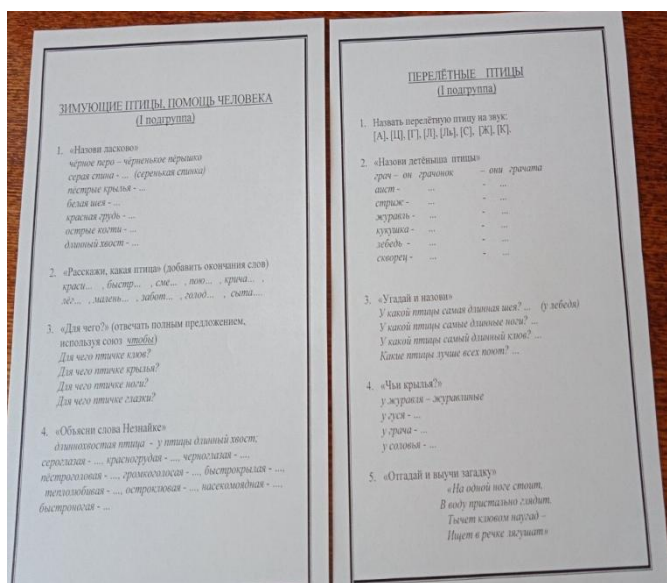 ЗИМУЮЩИЕ ПТИЦЫ, ПОМОЩЬ ЧЕЛОВЕКА
(I подгруппа)
1. «Назови ласково»
чёрное перо – чёрненькое пёрышко
серая спина - ... (серенькая спинка)
пёстрые крылья - ...
белая шея - ...
красная грудь - ...
острые когти - ...
длинный хвост - ...
2. «Расскажи, какая птица» (добавить окончания слов)
краси... , быстр... , сме... , пою... , крича... ,
лёг... , малень... , забот... , голод... , сыта...
3. «Для чего?» (отвечать полным предложением,
используя союз чтобы)
Для чего птичке клюв?
Для чего птичке крылья?
Для чего птичке ноги?
Для чего птичке глазки?
4. «Объясни слова Незнайке»
длиннохвостая птица - у птицы длинный хвост;
сероглазая - ..., красногрудая - ..., черноглазая - ...,
пёстроголовая - ..., громкоголосая - ..., быстрокрылая - ...,
теплолюбивая - ..., остроклювая - ..., насекомоядная - ...,
быстроногая - ...
ПЕРЕЛЁТНЫЕ ПТИЦЫ
(I подгруппа)
1. Назвать перелётную птицу на звук:
[А], [Ц], [Г], [Л], [Ль], [С], [Ж], [К].
2. «Назови детёныша птицы»
грач – он грачонок – они грачата
аист - ... - ...
стриж - ... - ...
журавль - ... - ...
кукушка - ... - ...
лебедь - ... - ...
скворец - ... - ...
3. «Угадай и назови»
У какой птицы самая длинная шея? ... (у лебедя)
У какой птицы самые длинные ноги? ...
У какой птицы самый длинный клюв? ...
Какие птицы лучше всех поют? ...
4. «Чьи крылья?»
у журавля – журавлиные
у гуся - ...
у грача - ...
у соловья - ...
5. «Отгадай и выучи загадку»
«На одной ноге стоит,
В воду пристально глядит.
Тычет клювом наугад –
Ищет в речке лягушат»